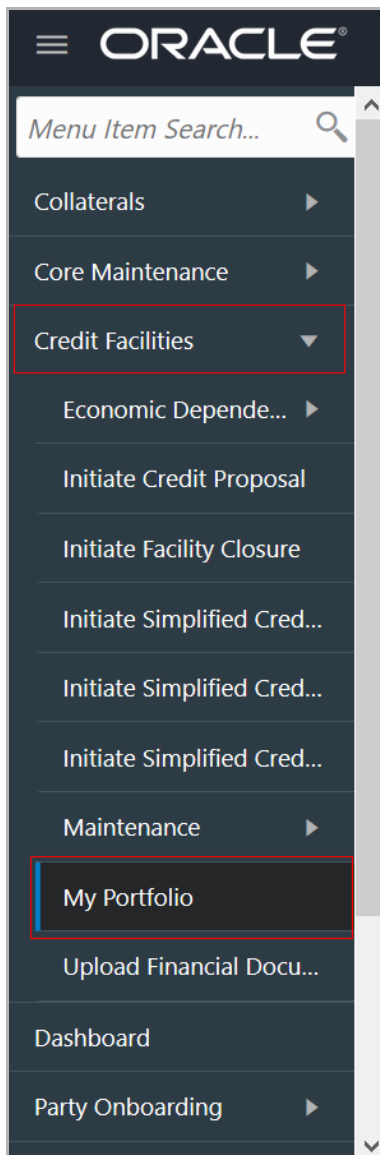 ORACLE®
Menu Item Search...
Collaterals
Core Maintenance
Credit Facilities
Economic Depende...
Initiate Credit Proposal
Initiate Facility Closure
Initiate Simplified Cred...
Initiate Simplified Cred...
Initiate Simplified Cred...
Maintenance
My Portfolio
Upload Financial Docu...
Dashboard
Party Onboarding